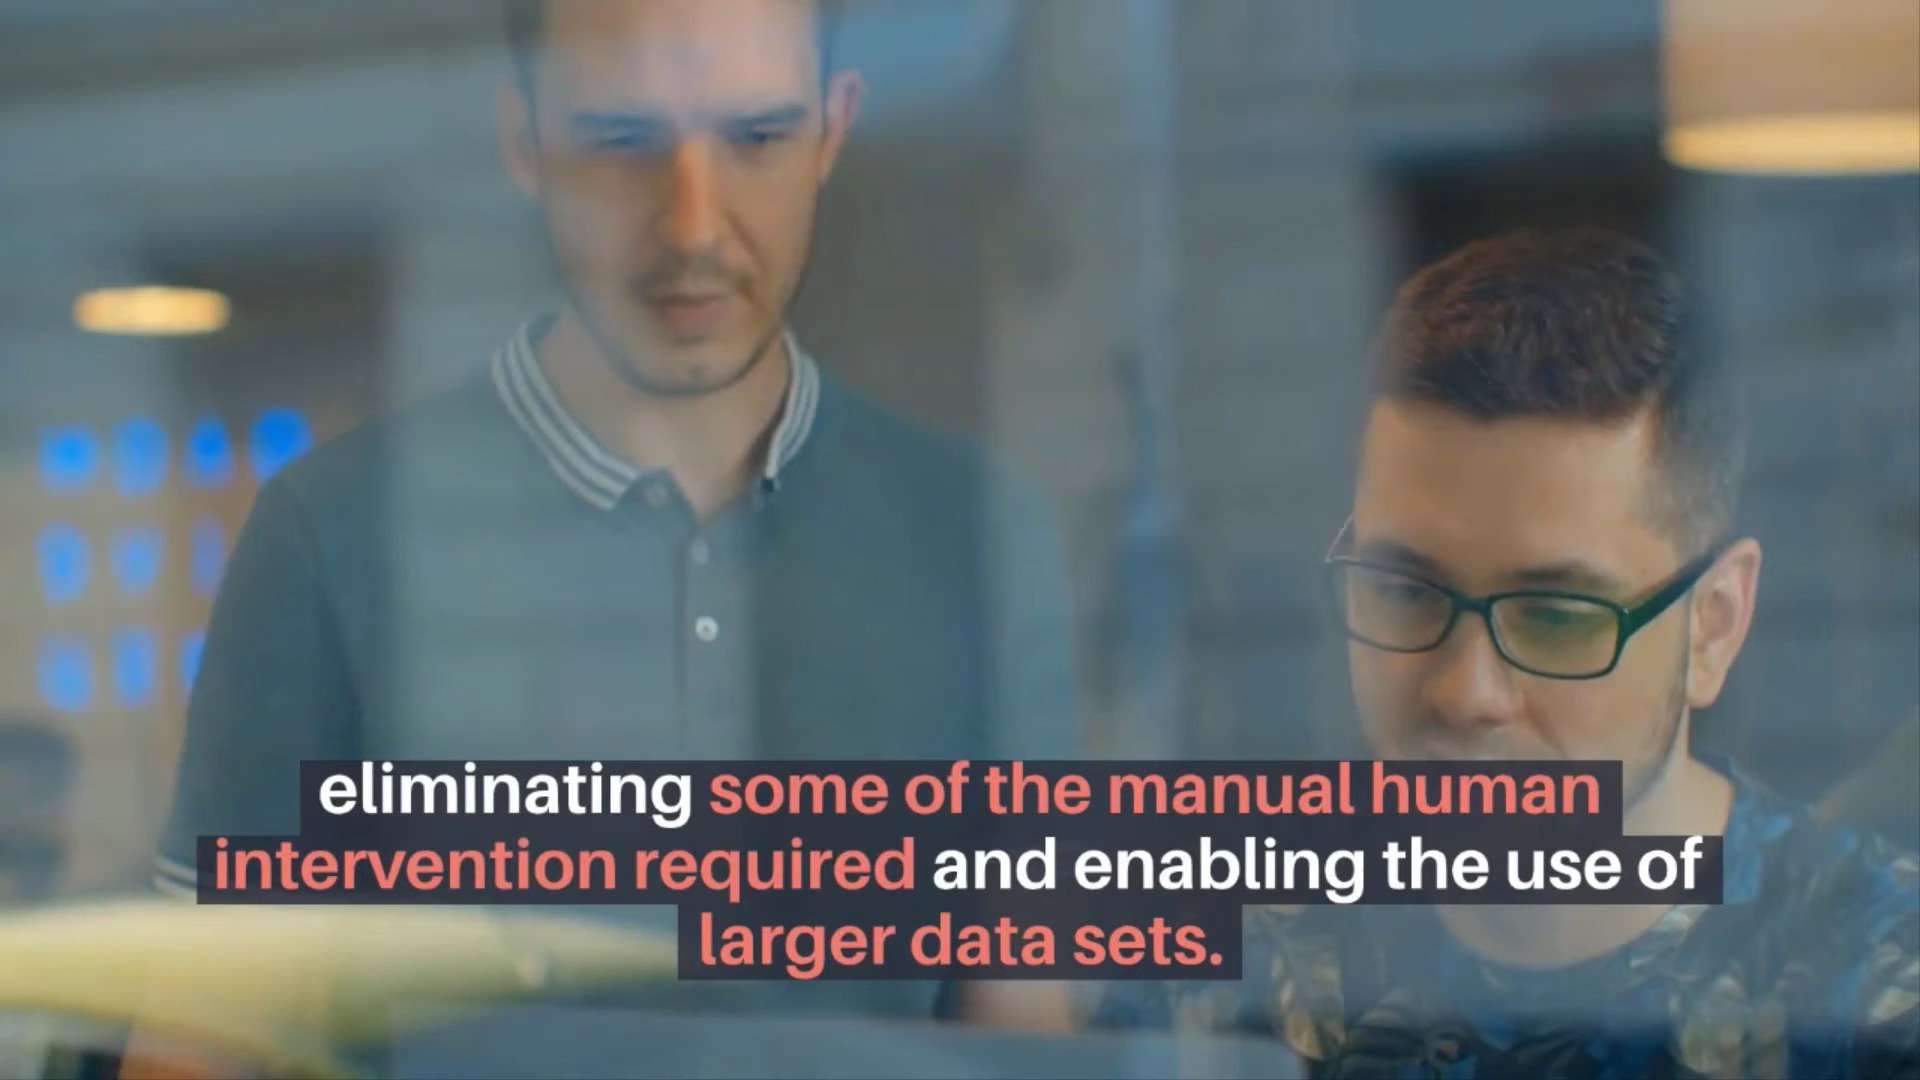 eliminating some of the manual human
intervention required and enabling the use of
larger data sets.